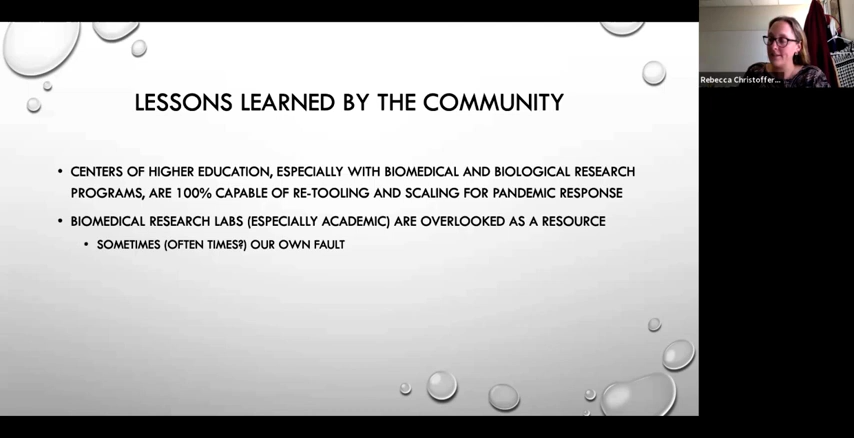 LESSONS LEARNED BY THE COMMUNITY
• CENTERS OF HIGHER EDUCATION, ESPECIALLY WITH BIOMEDICAL AND BIOLOGICAL RESEARCH
PROGRAMS, ARE 100% CAPABLE OF RE-TOOLING AND SCALING FOR PANDEMIC RESPONSE
• BIOMEDICAL RESEARCH LABS (ESPECIALLY ACADEMIC) ARE OVERLOOKED AS A RESOURCE
• SOMETIMES (OFTEN TIMES?) OUR OWN FAULT
Rebecca Christoffer...